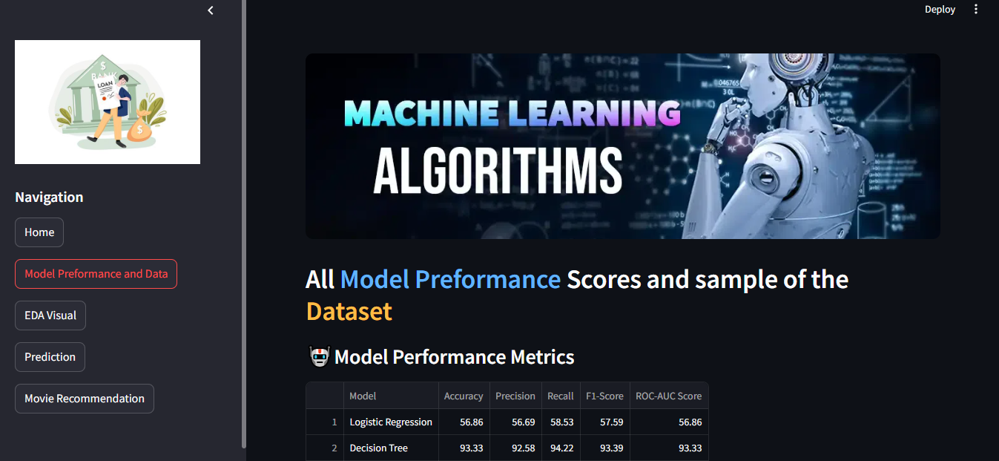 Deploy
$
BANK
LOAN
$
MACHINE LEARNING
ALGORITHMS
Navigation
Home
Model Preformance and Data
EDA Visual
Prediction
Movie Recommendation
All Model Preformance Scores and sample of the
Dataset
Model Performance Metrics
Model Accuracy Precision Recall F1-Score ROC-AUC Score
1 Logistic Regression 56.86 56.69 58.53 57.59 56.86
2 Decision Tree 93.33 92.58 94.22 93.39 93.33